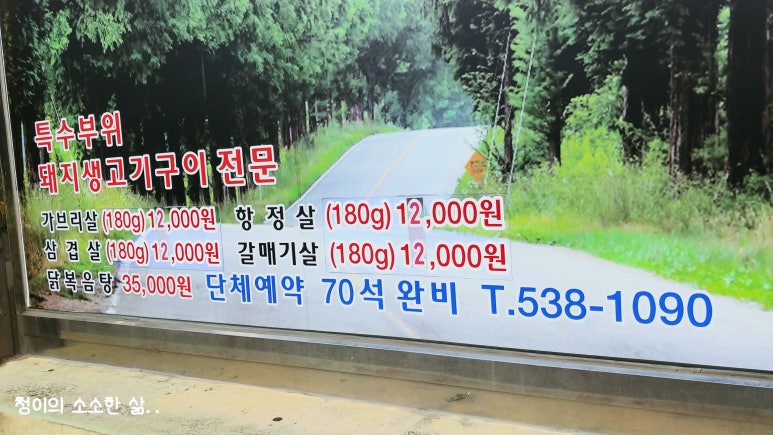 특수부위
돼지생고기구이 전문
가브리살 (180g) 12,000원 항정살 (180g) 12,000원
삼겹살 (180g) 12,000원 갈매기살 (180g) 12,000원
닭볶음탕 35,000원 단체예약 70석 완비 T.538-1090
청이의 소소한 삶..